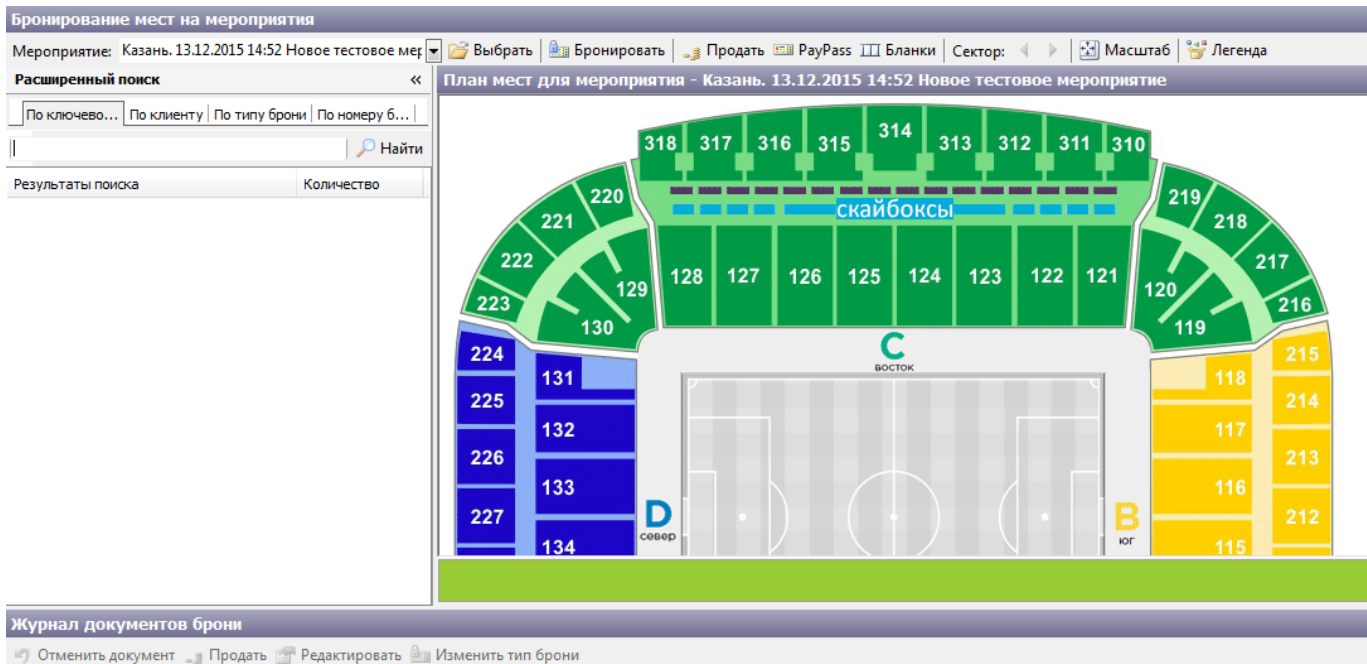 Бронирование мест на мероприятия
Мероприятие: Казань. 13.12.2015 14:52 Новое тестовое мер Выбрать Бронировать Продать PayPass Бланки Сектор: Масштаб Легенда
Расширенный поиск «
План мест для мероприятия - Казань. 13.12.2015 14:52 Новое тестовое мероприятие
По ключево... По клиенту По типу брони По номеру б...
Найти
Результаты поиска Количество
318 317 316 315 314 313 312 311 310
скайбоксы
220 219
221 218
222 217
223 216
128 127 126 125 124 123 122 121
129 120
130 119
C
восток
224 215
131 118
225 214
132 117
226 213
133 116
227 212
D
север
B
юг
134 115
Журнал документов брони
Отменить документ Продать Редактировать Изменить тип брони